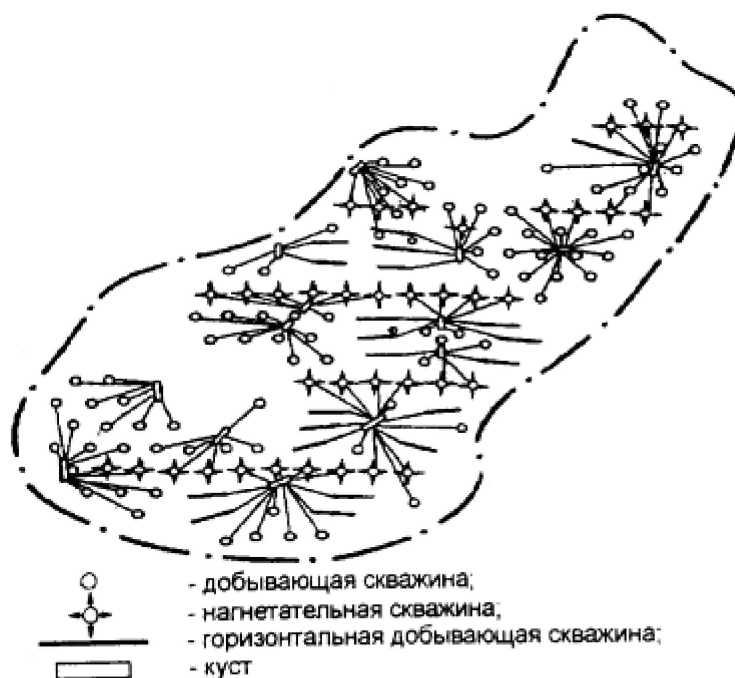 - добывающая скважина;
- нагнетательная скважина;
- горизонтальная добывающая скважина;
- куст